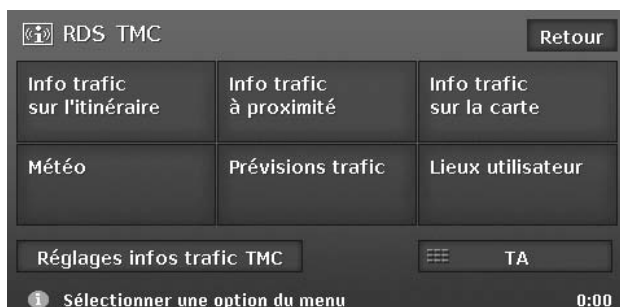 RDS TMC
Retour
Info trafic
sur l'itinéraire
Info trafic
à proximité
Info trafic
sur la carte
Météo
Prévisions trafic
Lieux utilisateur
Réglages infos trafic TMC
TA
Sélectionner une option du menu
0:00